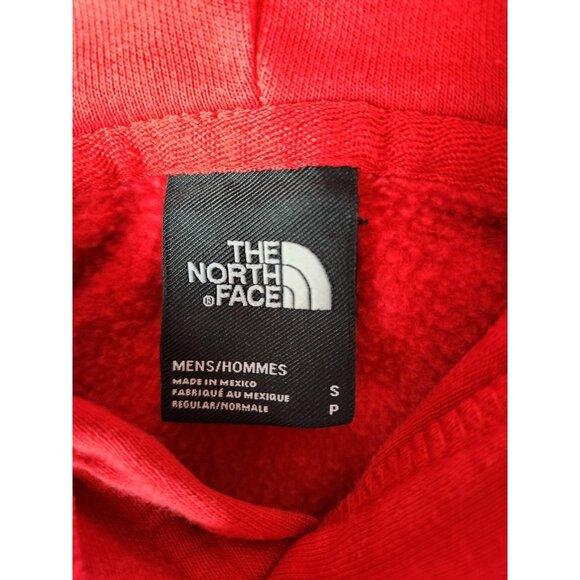 THE
NORTH
®FACE
MENS/HOMMES
MADE IN MEXICO
FABRIQUÉ AU MEXIQUE
REGULAR/NORMALE
S
P